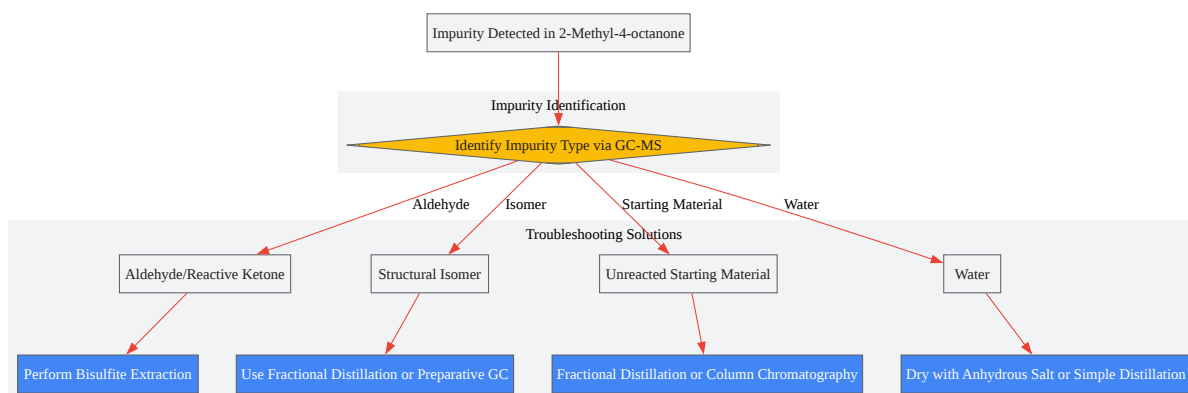 Impurity Detected in 2-Methyl-4-octanone
Impurity Identification
Identify Impurity Type via GC-MS
Aldehyde
Isomer
Starting Material
Water
Troubleshooting Solutions
Aldehyde/Reactive Ketone
Structural Isomer
Unreacted Starting Material
Water
Perform Bisulfite Extraction
Use Fractional Distillation or Preparative GC
Fractional Distillation or Column Chromatography
Dry with Anhydrous Salt or Simple Distillation